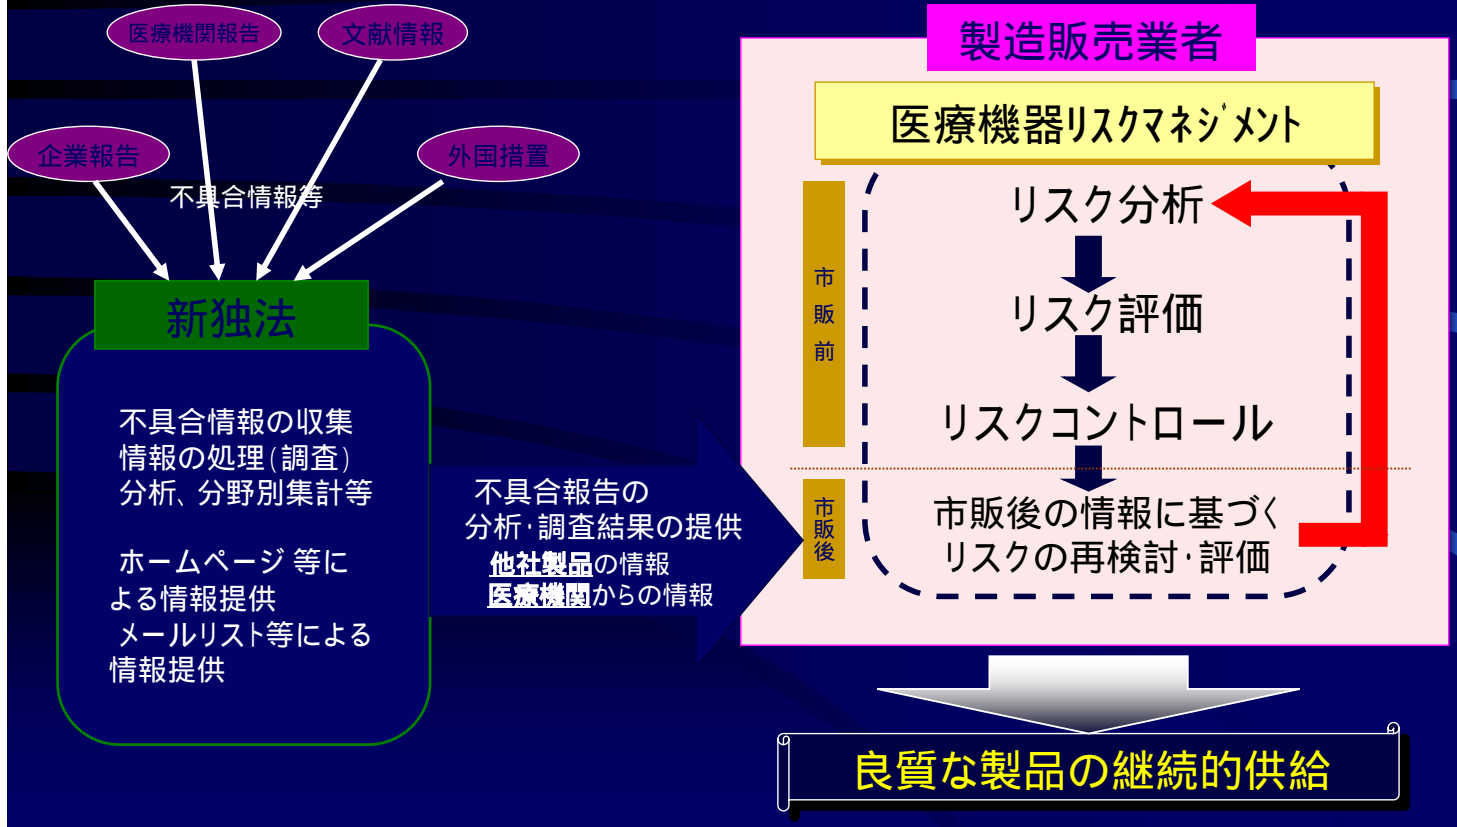 医療機関報告
文献情報
企業報告
外国措置
不具合情報等
新独法
不具合情報の収集
情報の処理(調査)
分析、分野別集計等
ホームページ 等に
よる情報提供
メールリスト等による
情報提供
不具合報告の
分析･調査結果の提供
他社製品の情報
医療機関からの情報
製造販売業者
医療機器リスクマネジメント
市販前
リスク分析
リスク評価
リスクコントロール
市販後
市販後の情報に基づく
リスクの再検討･評価
良質な製品の継続的供給